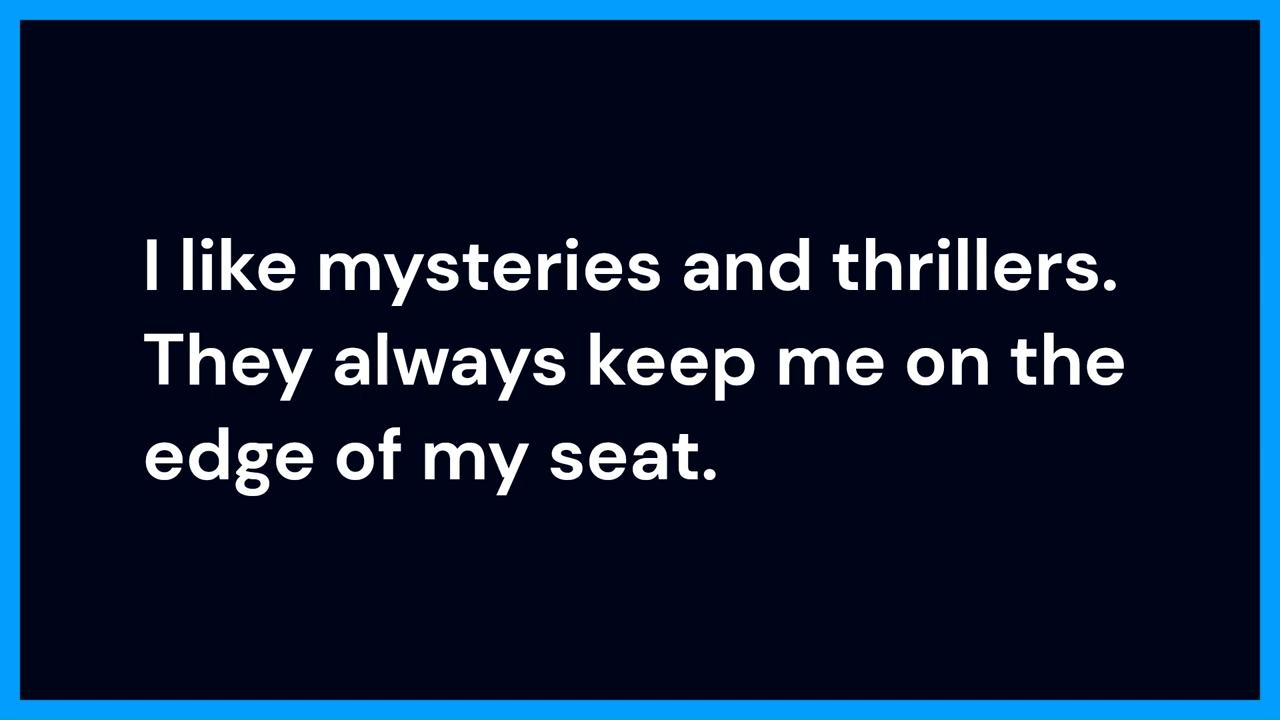 I like mysteries and thrillers.
They always keep me on the
edge of my seat.